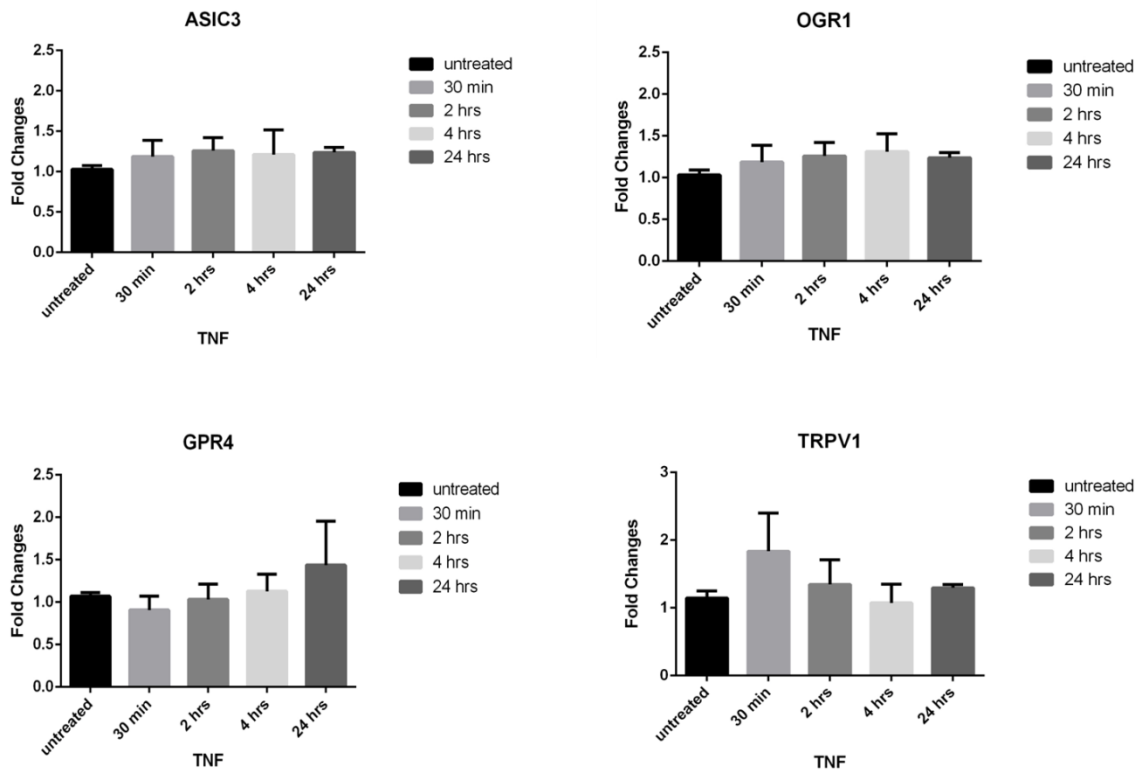 ASIC3
Fold Changes
2.5
2.0
1.5
1.0
0.5
0.0
untreated
30 min
2 hrs
4 hrs
24 hrs
TNF
untreated
30 min
2 hrs
4 hrs
24 hrs
OGR1
Fold Changes
2.5
2.0
1.5
1.0
0.5
0.0
untreated
30 min
2 hrs
4 hrs
24 hrs
TNF
untreated
30 min
2 hrs
4 hrs
24 hrs
GPR4
Fold Changes
2.5
2.0
1.5
1.0
0.5
0.0
untreated
30 min
2 hrs
4 hrs
24 hrs
TNF
untreated
30 min
2 hrs
4 hrs
24 hrs
TRPV1
Fold Changes
3
2
1
0
untreated
30 min
2 hrs
4 hrs
24 hrs
TNF
untreated
30 min
2 hrs
4 hrs
24 hrs